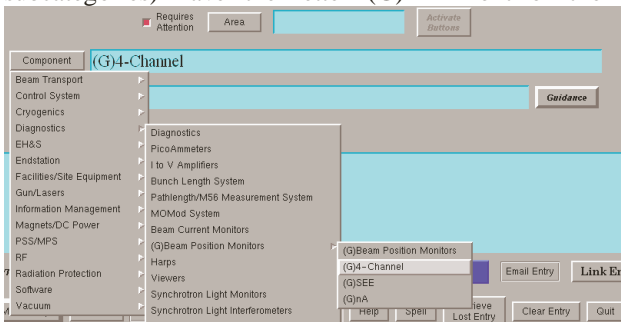 Requires
Attention
Area
Activate
Buttons
Component
(G)4-Channel
Beam Transport
Control System
Guidance
Cryogenics
Diagnostics
Diagnostics
EH&S
PicoAmmeters
Endstation
I to V Amplifiers
Facilities/Site Equipment
Bunch Length System
Gun/Lasers
Pathlength/M56 Measurement System
Information Management
MOMod System
Magnets/DC Power
Beam Current Monitors
PSS/MPS
(G)Beam Position Monitors
(G)Beam Position Monitors
RF
Harps
(G)4-Channel
Radiation Protection
Viewers
(G)SEE
Email Entry
Software
Synchrotron Light Monitors
(G)nA
Vacuum
Synchrotron Light Interferometers
Help
Spell
Lost Entry
Clear Entry
Quit